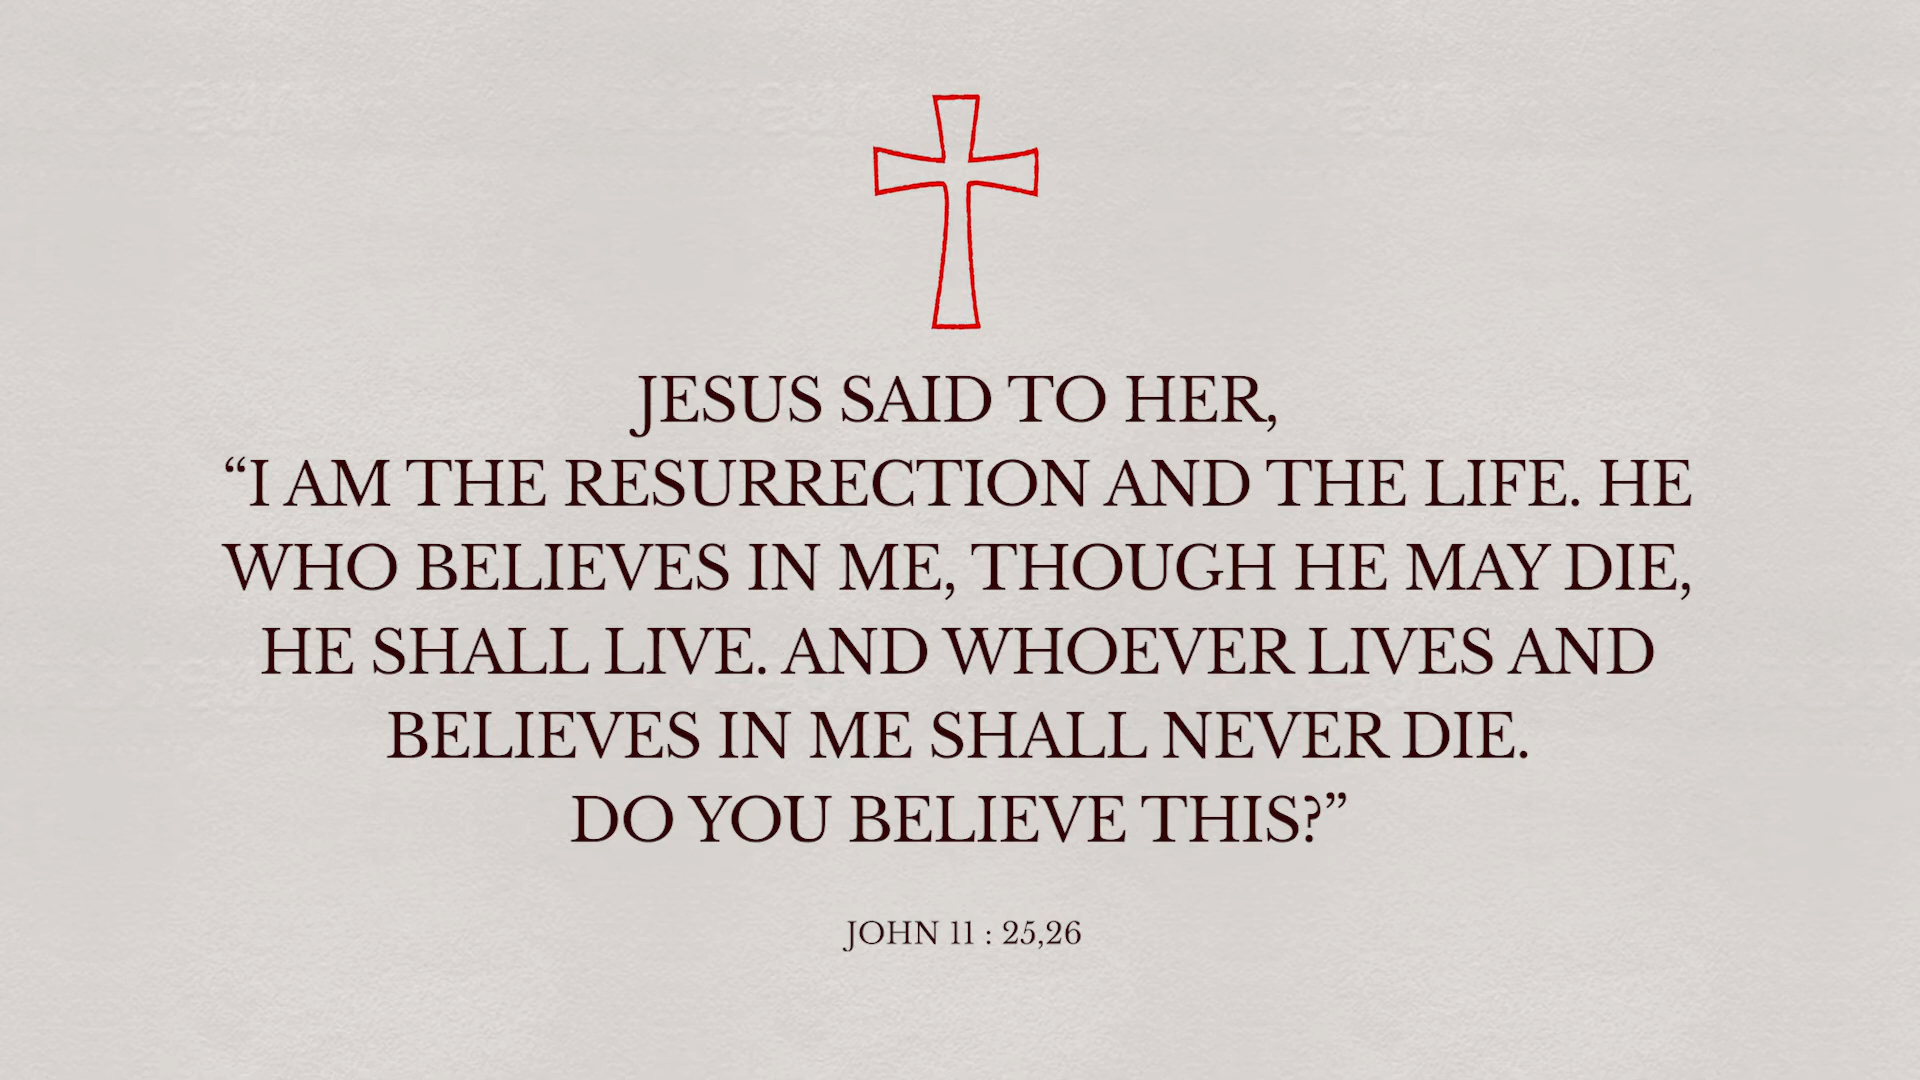 JESUS SAID TO HER,
“I AM THE RESURRECTION AND THE LIFE. HE
WHO BELIEVES IN ME, THOUGH HE MAY DIE,
HE SHALL LIVE. AND WHOEVER LIVES AND
BELIEVES IN ME SHALL NEVER DIE.
DO YOU BELIEVE THIS?”
JOHN 11 : 25,26